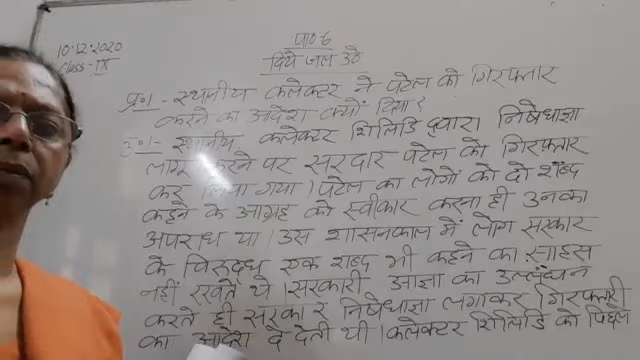 10.12.2020
Class-IX
पाठ-6
दिये जल उठे
प्र०1- स्थानीय कलेक्टर ने पटेल को गिरफ्तार
करने का आदेश क्यों दिया?
उ०1- स्थानीय कलेक्टर शिलिडि द्वारा निषेधाज्ञा
लागू करने पर सरदार पटेल को गिरफ्तार
कर लिया गया। पटेल का लोगों को दो शब्द
कहने के आग्रह को स्वीकार करना ही उनका
अपराध था। उस शासनकाल में लोग सरकार
के विरुद्ध एक शब्द भी कहने का साहस
नहीं रखते थे। सरकारी आज्ञा का उल्लंघन
करते ही सरकार निषेधाज्ञा लगाकर गिरफ्तारी
का आदेश दे देती थी। कलेक्टर शिलिडि को पिछले